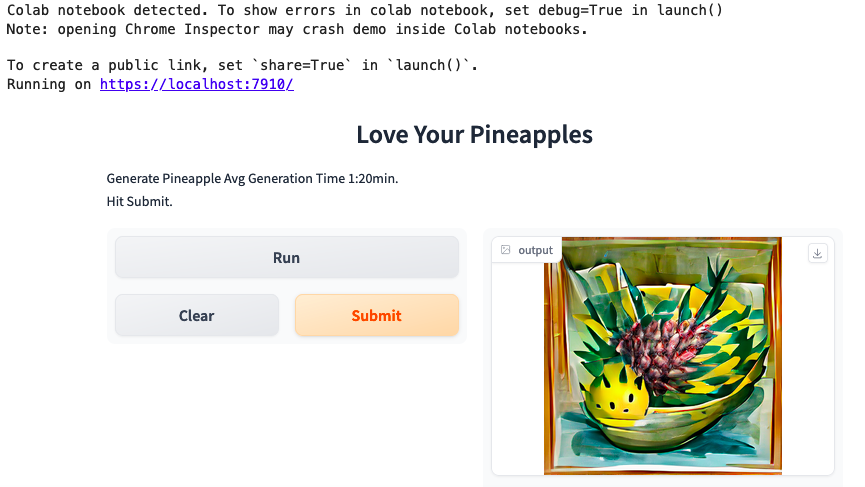 Colab notebook detected. To show errors in colab notebook, set debug=True in launch()
Note: opening Chrome Inspector may crash demo inside Colab notebooks.
To create a public link, set `share=True` in `launch()`.
Running on https://localhost:7910/
Love Your Pineapples
Generate Pineapple Avg Generation Time 1:20min.
Hit Submit.
Run
Clear
Submit
output